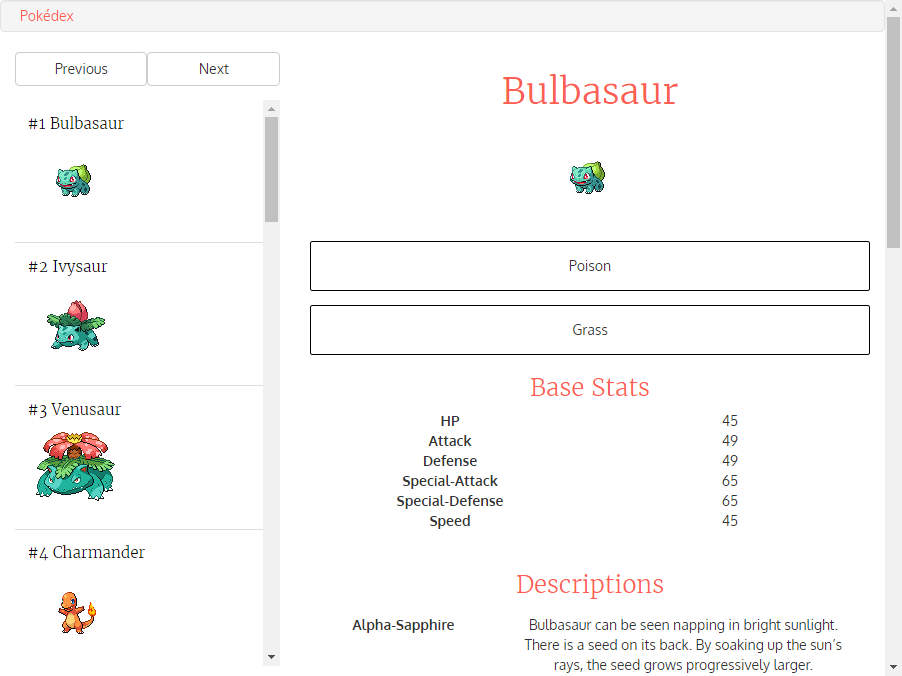 Pokédex
Previous
Next
#1 Bulbasaur
#2 Ivysaur
#3 Venusaur
#4 Charmander
Bulbasaur
Poison
Grass
Base Stats
HP 45
Attack 49
Defense 49
Special-Attack 65
Special-Defense 65
Speed 45
Descriptions
Alpha-Sapphire
Bulbasaur can be seen napping in bright sunlight.
There is a seed on its back. By soaking up the sun’s
rays, the seed grows progressively larger.